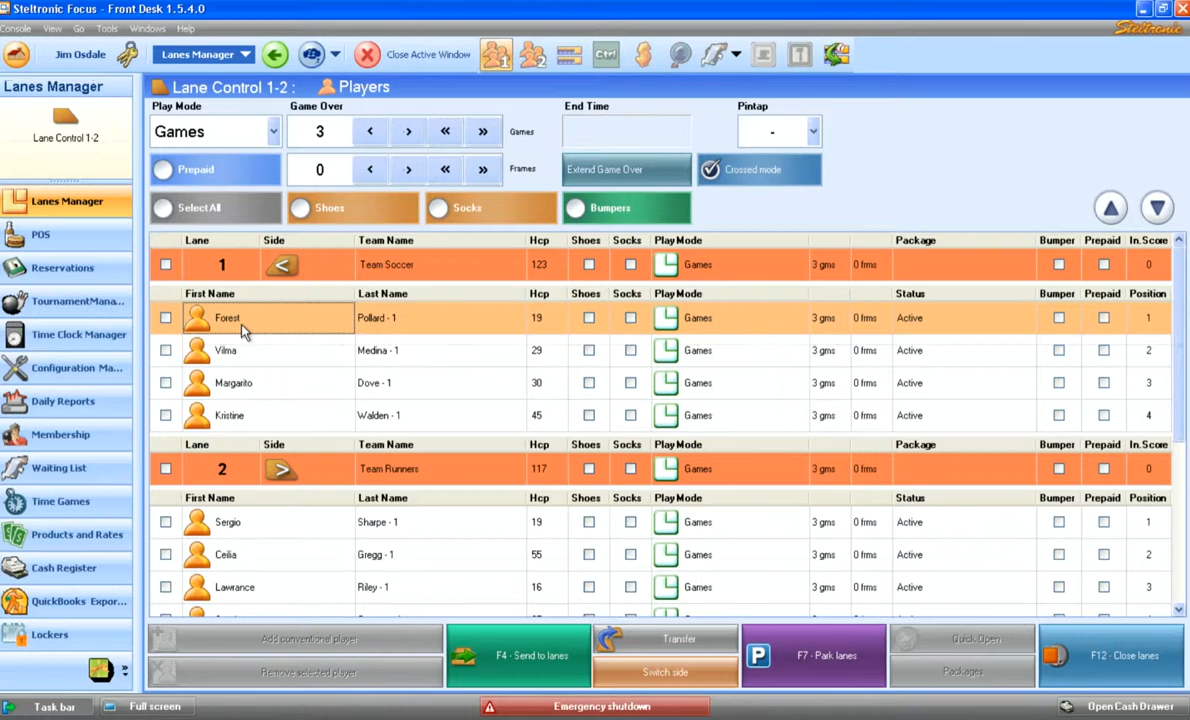 Steltronic Focus - Front Desk 1.5.4.0
Console View Go Tools Windows Help
Steltronic
Jim Osdale Lanes Manager Close Active Window 1 2 Ctrl
Lanes Manager
Lane Control 1-2
Lanes Manager
POS
Reservations
TournamentMana...
Time Clock Manager
Configuration Ma...
Daily Reports
Membership
Waiting List
Time Games
Products and Rates
Cash Register
QuickBooks Expor...
Lockers
Lane Control 1-2 : Players
Play Mode Game Over End Time Pintap
Games 3 < > « » Games -
Prepaid 0 < > « » Frames Extend Game Over Crossed mode
Select All Shoes Socks Bumpers
Lane Side Team Name Hcp Shoes Socks Play Mode Package Bumper Prepaid In.Score
1 < Team Soccer 123 Games 3 gms 0 frms 0
First Name Last Name Status Position
Forest Pollard - 1 19 Games 3 gms 0 frms Active 1
Vilma Medina - 1 29 Games 3 gms 0 frms Active 2
Margarito Dove - 1 30 Games 3 gms 0 frms Active 3
Kristine Walden - 1 45 Games 3 gms 0 frms Active 4
Lane Side Team Name Hcp Shoes Socks Play Mode Package Bumper Prepaid In.Score
2 > Team Runners 117 Games 3 gms 0 frms 0
First Name Last Name Hcp Shoes Socks Play Mode Status Bumper Prepaid Position
Sergio Sharpe - 1 19 Games 3 gms 0 frms Active 1
Ceilia Gregg - 1 55 Games 3 gms 0 frms Active 2
Lawrance Riley - 1 16 Games 3 gms 0 frms Active 3
Add conventional player F4 - Send to lanes Transfer P F7 - Park lanes Quick Open F12 - Close lanes
Remove selected player Switch side Packages
Task bar Full screen Emergency shutdown Open Cash Drawer